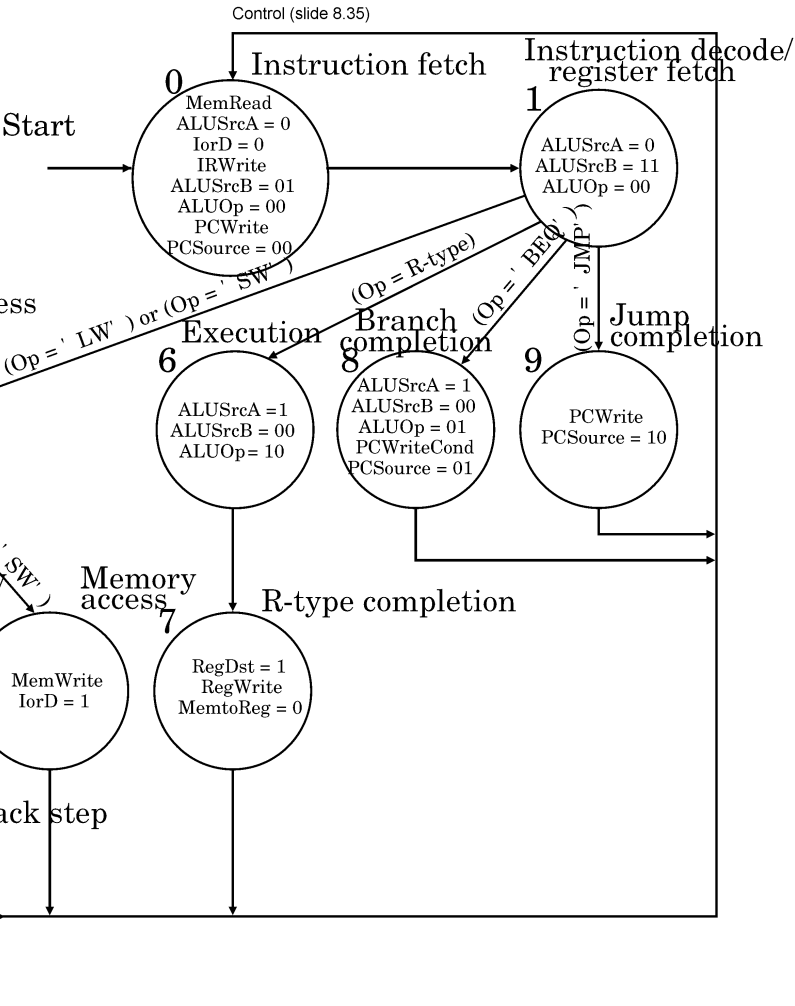 Control (slide 8.35)
Instruction decode/
register fetch
Instruction fetch
0
1
Start
MemRead
ALUSrcA = 0
IorD = 0
IRWrite
ALUSrcB = 01
ALUOp = 00
PCWrite
PCSource = 00
ALUSrcA = 0
ALUSrcB = 11
ALUOp = 00
(Op = ' LW' ) or (Op = ' SW' )
(Op = R-type)
(Op = ' BEQ' )
(Op = ' JMP' )
ess
Execution
Branch
completion
Jump
completion
6
8
9
ALUSrcA =1
ALUSrcB = 00
ALUOp= 10
ALUSrcA = 1
ALUSrcB = 00
ALUOp = 01
PCWriteCond
PCSource = 01
PCWrite
PCSource = 10
' SW' )
Memory
access
7
R-type completion
MemWrite
IorD = 1
RegDst = 1
RegWrite
MemtoReg = 0
ack step